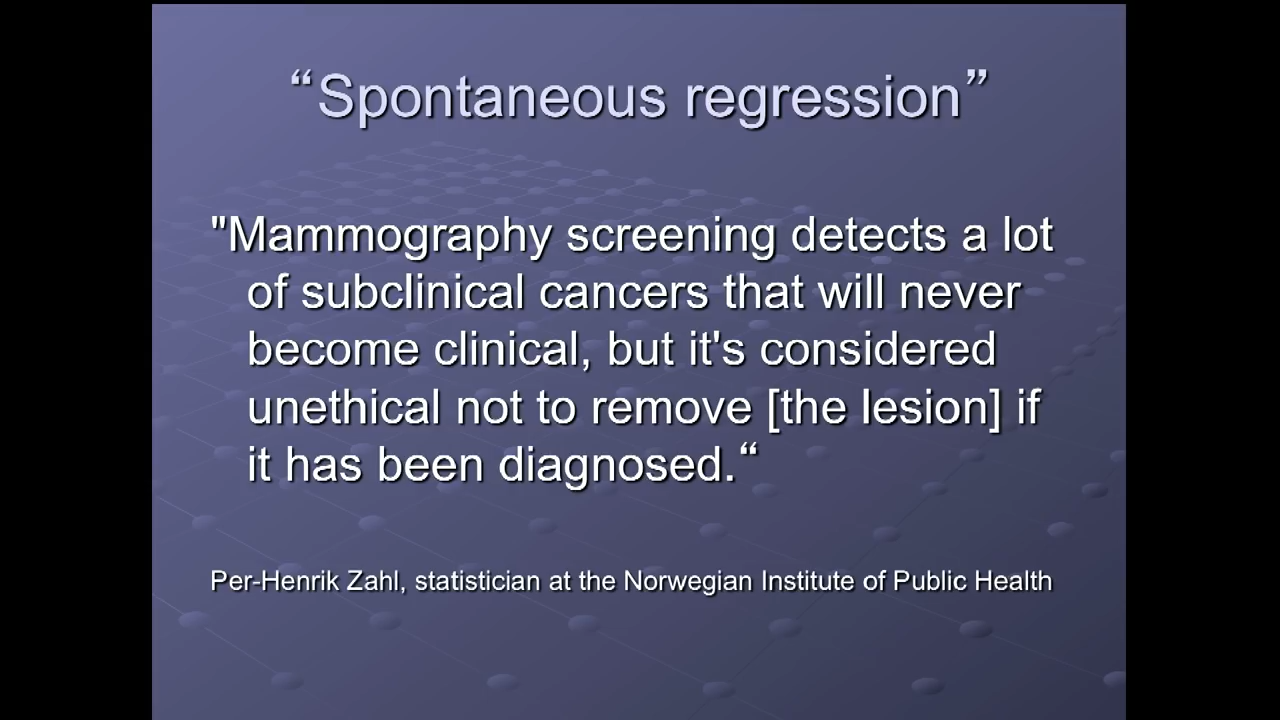 “Spontaneous regression”
"Mammography screening detects a lot
of subclinical cancers that will never
become clinical, but it's considered
unethical not to remove [the lesion] if
it has been diagnosed.“
Per-Henrik Zahl, statistician at the Norwegian Institute of Public Health